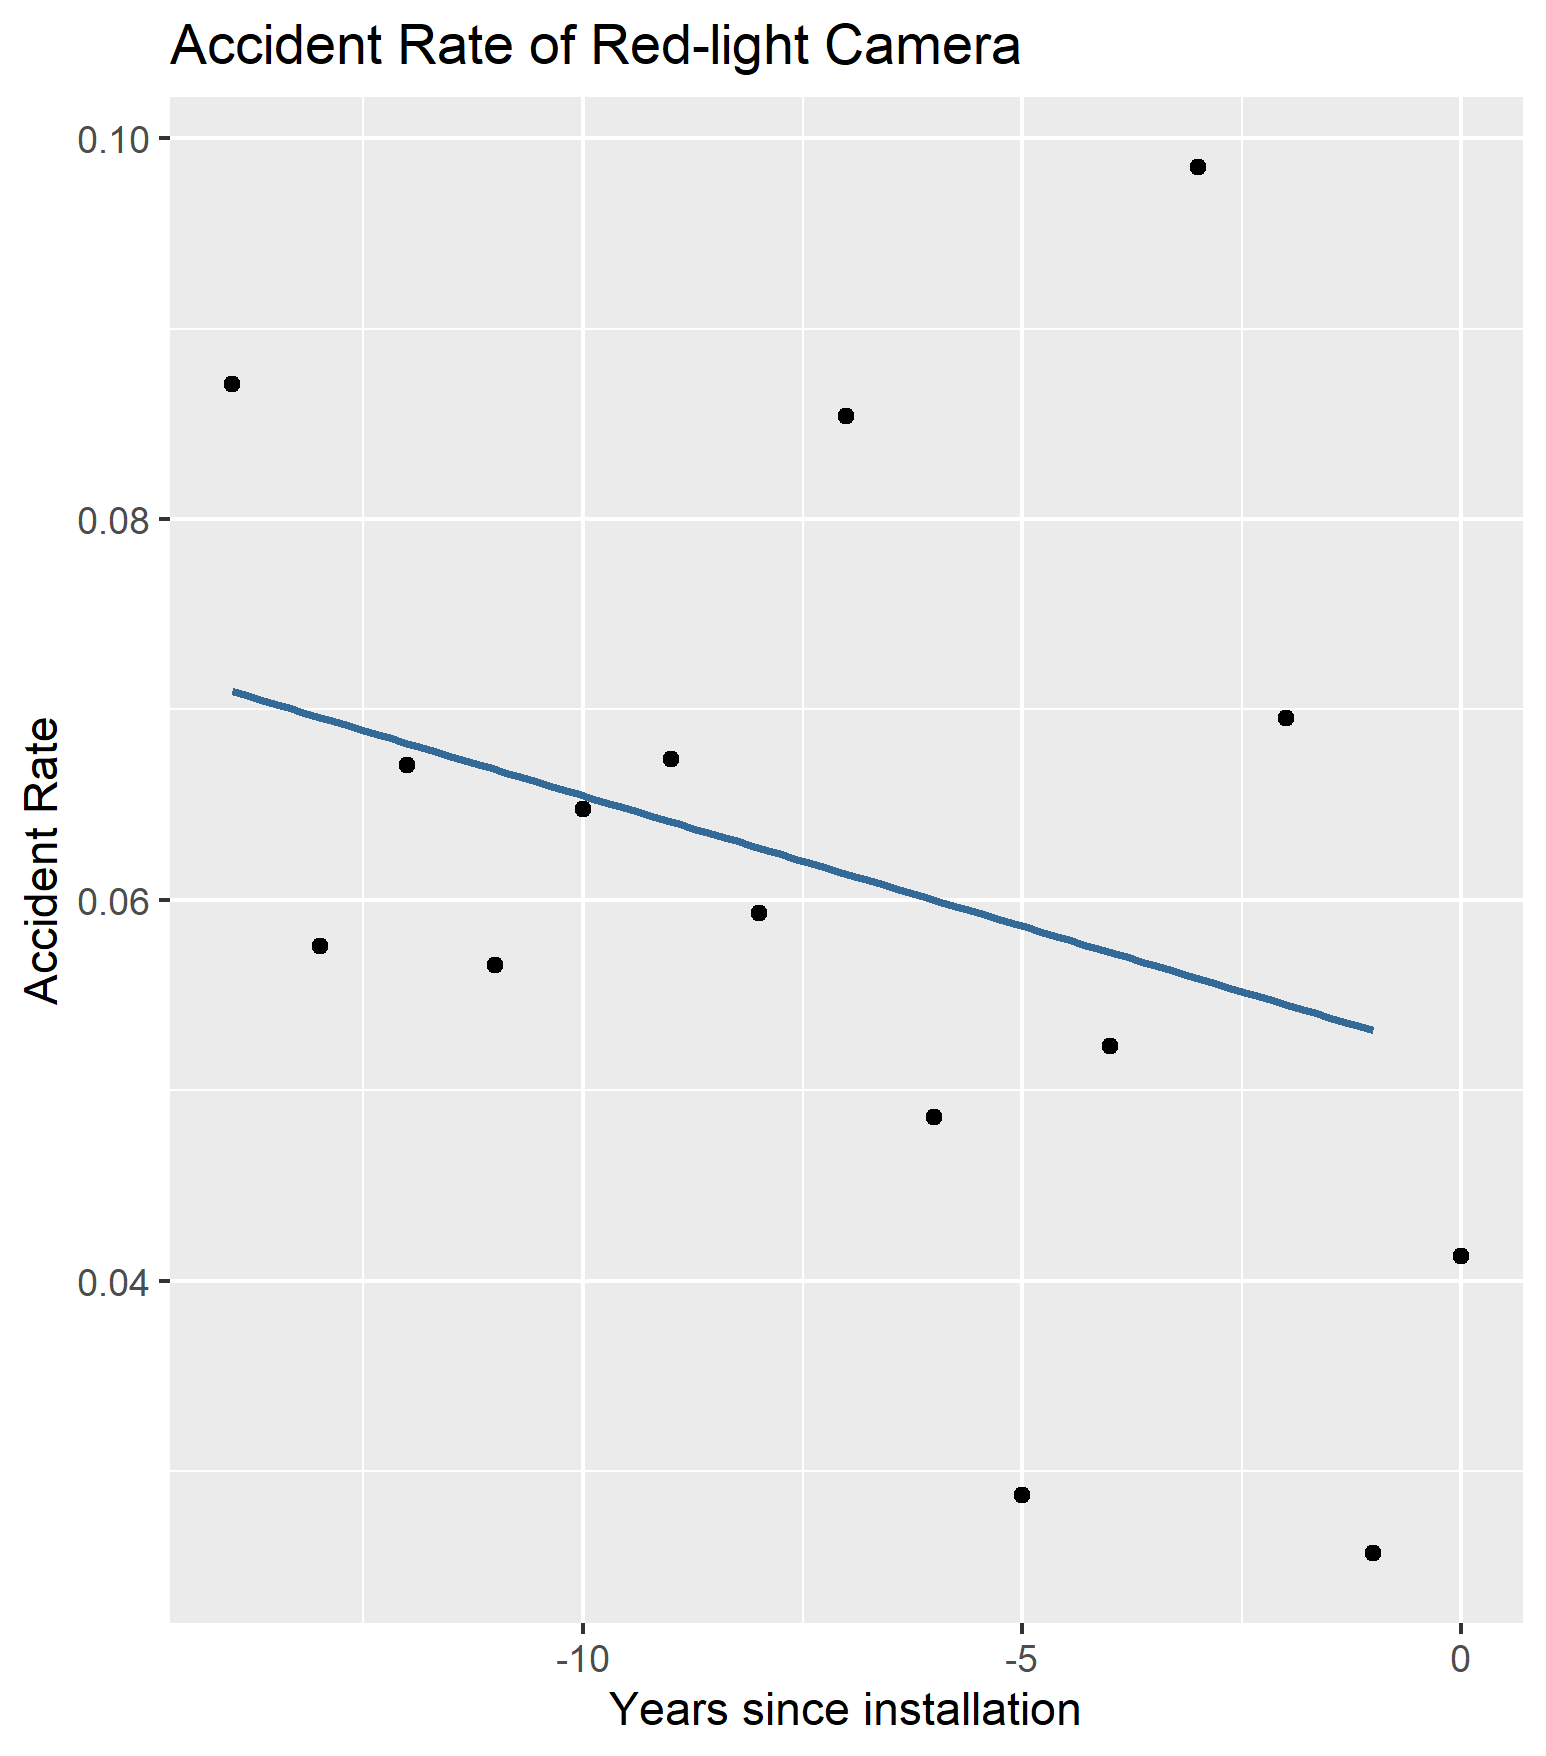 Accident Rate of Red-light Camera
0.10
0.08
0.06
0.04
Accident Rate
-10
-5
0
Years since installation